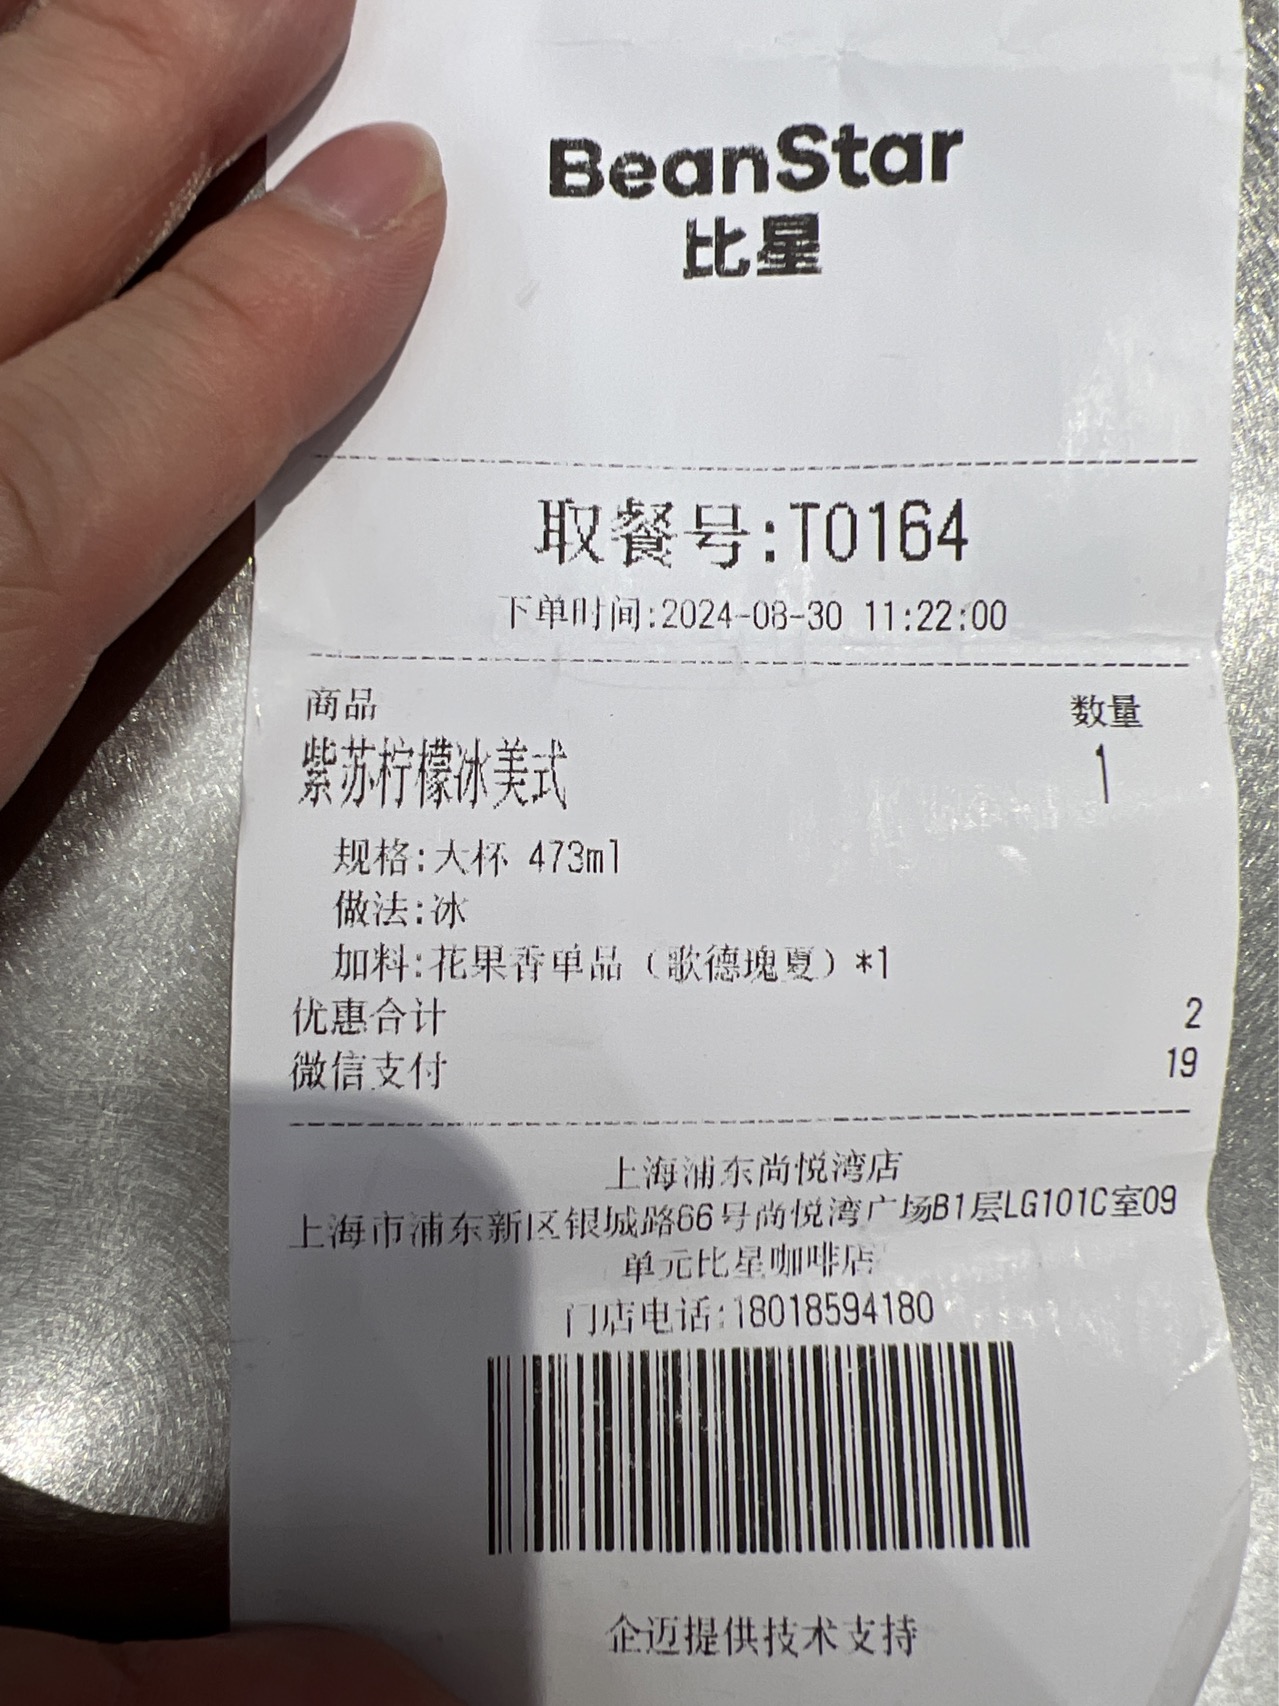 BeanStar
比星
取餐号:T0164
下单时间:2024-08-30 11:22:00
商品 数量
紫苏柠檬冰美式 1
规格:大杯 473ml
做法:冰
加料:花果香单品（歌德瑰夏）*1
优惠合计 2
微信支付 19
上海浦东尚悦湾店
上海市浦东新区银城路66号尚悦湾广场B1层LG101C室09
单元比星咖啡店
门店电话:18018594180
企迈提供技术支持